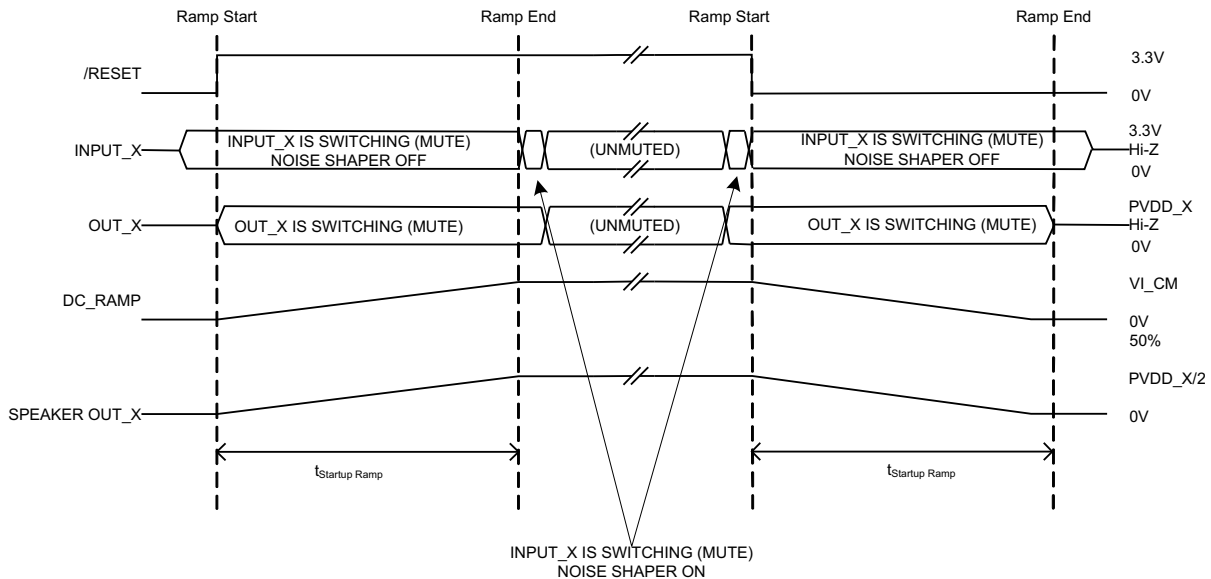 Ramp Start
Ramp End
Ramp Start
Ramp End
/RESET
3.3V
0V
INPUT_X
INPUT_X IS SWITCHING (MUTE)
NOISE SHAPER OFF
(UNMUTED)
INPUT_X IS SWITCHING (MUTE)
NOISE SHAPER OFF
3.3V
Hi-Z
0V
OUT_X
OUT_X IS SWITCHING (MUTE)
(UNMUTED)
OUT_X IS SWITCHING (MUTE)
PVDD_X
Hi-Z
0V
DC_RAMP
VI_CM
0V
50%
SPEAKER OUT_X
PVDD_X/2
0V
tStartup Ramp
tStartup Ramp
INPUT_X IS SWITCHING (MUTE)
NOISE SHAPER ON